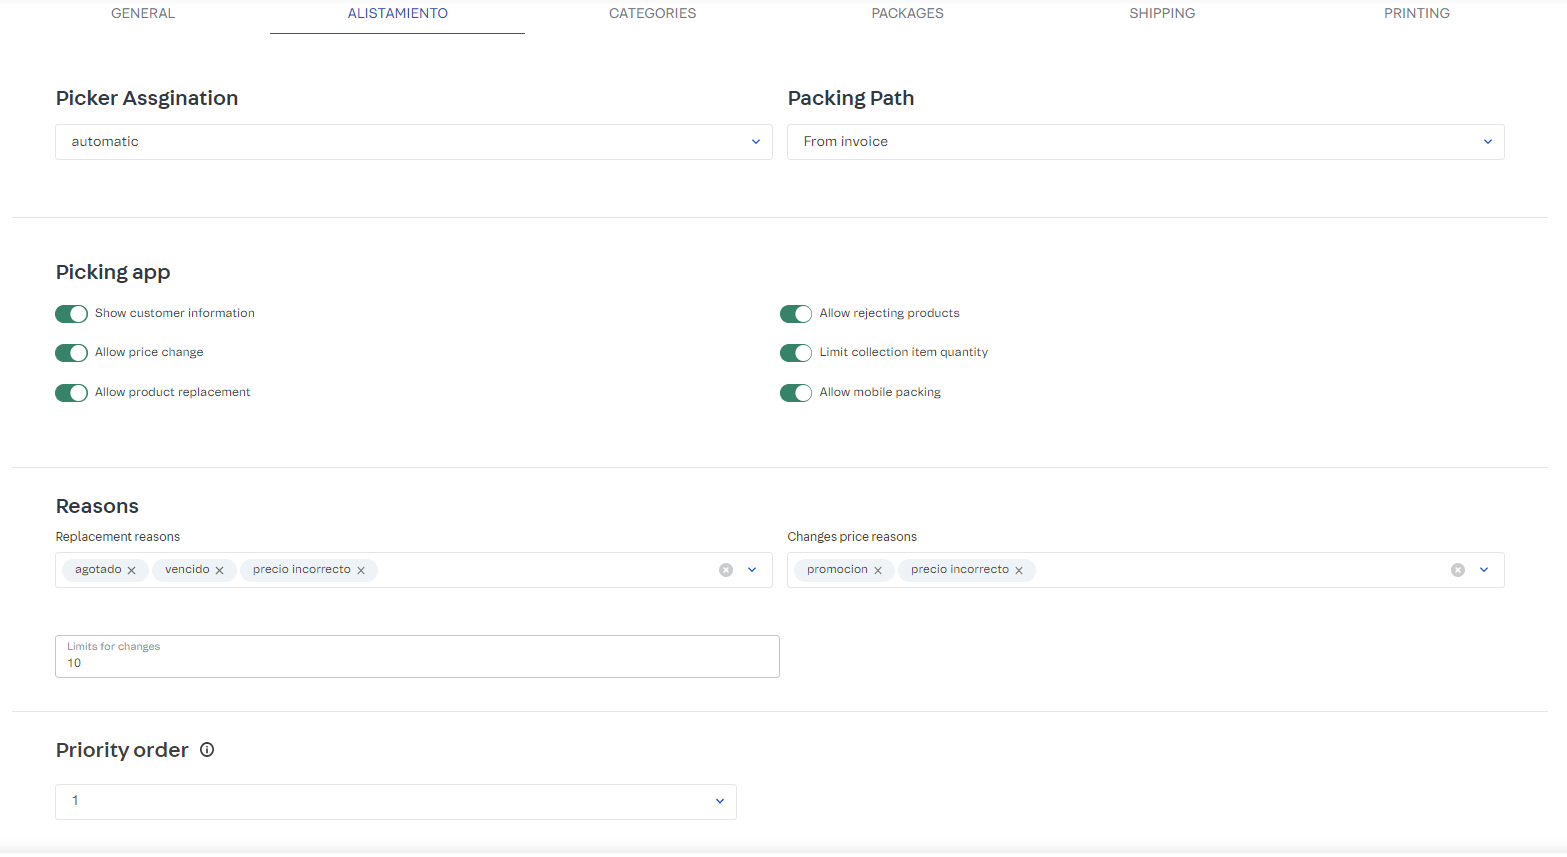 GENERAL ALISTAMIENTO CATEGORIES PACKAGES SHIPPING PRINTING
Picker Assgination
automatic
Packing Path
From invoice
Picking app
Show customer information
Allow rejecting products
Allow price change
Limit collection item quantity
Allow product replacement
Allow mobile packing
Reasons
Replacement reasons
agotado vencido precio incorrecto
Changes price reasons
promocion precio incorrecto
Limits for changes
10
Priority order
1